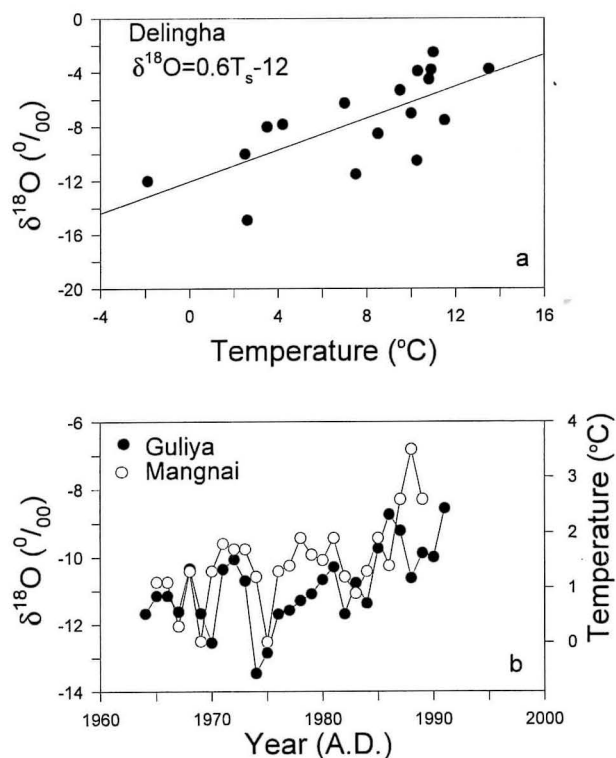 Delingha
δ¹⁸O=0.6Tₛ-12
0
-4
-8
-12
-16
-20
δ¹⁸O (⁰/₀₀)
-4 0 4 8 12 16
Temperature (°C)
a
Guliya
Mangnai
-6
-8
-10
-12
-14
δ¹⁸O (⁰/₀₀)
4
3
2
1
0
Temperature (°C)
b
1960 1970 1980 1990 2000
Year (A.D.)